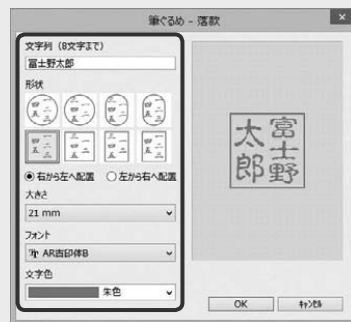 筆ぐるめ - 落款
文字列 (8文字まで)
冨士野太郎
形状
右から左へ配置
左から右へ配置
大きさ
21 mm
フォント
AR吉印体B
文字色
朱色
冨士野
太郎
OK
キャンセル